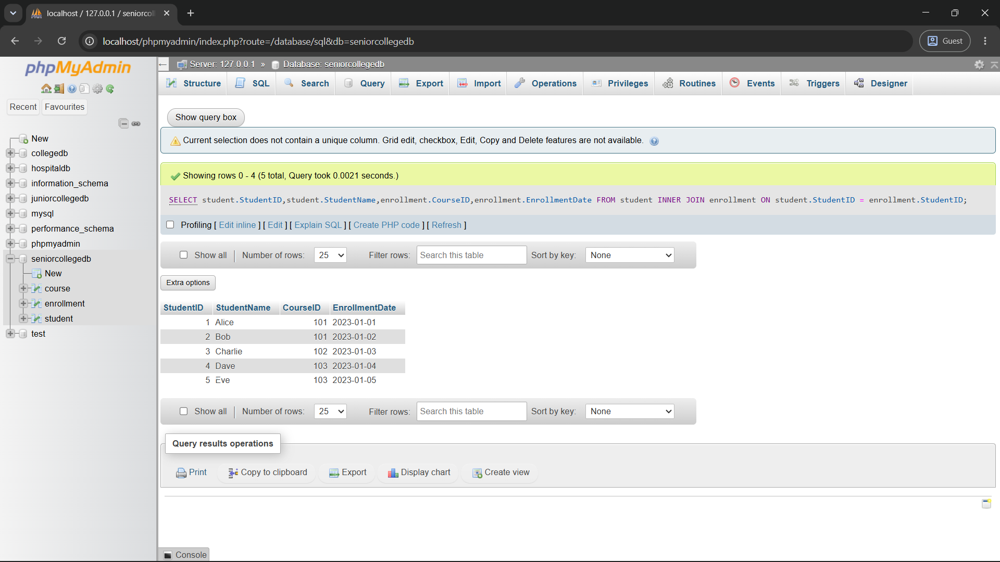 localhost / 127.0.0.1 / seniorcoll
localhost/phpmyadmin/index.php?route=/database/sql&db=seniorcollegedb
Guest
phpMyAdmin
Recent Favourites
New
collegedb
hospitaldb
information_schema
juniorcollegedb
mysql
performance_schema
phpmyadmin
seniorcollegedb
New
course
enrollment
student
test
Server: 127.0.0.1 » Database: seniorcollegedb
Structure SQL Search Query Export Import Operations Privileges Routines Events Triggers Designer
Show query box
Current selection does not contain a unique column. Grid edit, checkbox, Edit, Copy and Delete features are not available.
Showing rows 0 - 4 (5 total, Query took 0.0021 seconds.)
SELECT student.StudentID,student.StudentName,enrollment.CourseID,enrollment.EnrollmentDate FROM student INNER JOIN enrollment ON student.StudentID = enrollment.StudentID;
Profiling [ Edit inline ] [ Edit ] [ Explain SQL ] [ Create PHP code ] [ Refresh ]
Show all | Number of rows: 25 Filter rows: Search this table Sort by key: None
Extra options
StudentID StudentName CourseID EnrollmentDate
1 Alice 101 2023-01-01
2 Bob 101 2023-01-02
3 Charlie 102 2023-01-03
4 Dave 103 2023-01-04
5 Eve 103 2023-01-05
Show all | Number of rows: 25 Filter rows: Search this table Sort by key: None
Query results operations
Print Copy to clipboard Export Display chart Create view
Console